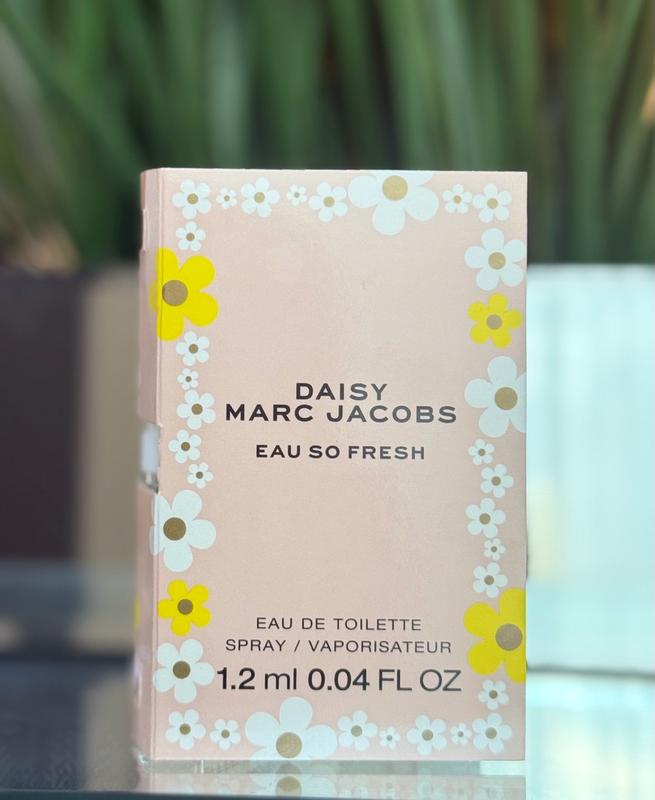 DAISY
MARC JACOBS
EAU SO FRESH
EAU DE TOILETTE
SPRAY / VAPORISATEUR
1.2 ml 0.04 FL OZ